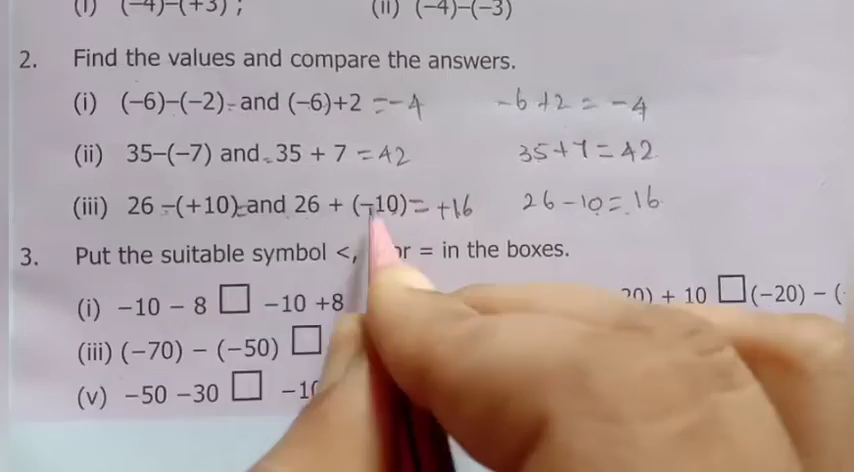 (i) (−4)−(+3) ; (ii) (−4)−(−3)
2. Find the values and compare the answers.
(i) (−6)−(−2) and (−6)+2 = −4 −6 +2 = −4
(ii) 35−(−7) and 35 + 7 = 42 35+7 = 42
(iii) 26 −(+10) and 26 + (−10) = +16 26 −10 = 16
3. Put the suitable symbol <, or = in the boxes.
(i) −10 − 8 □ −10 +8 20) + 10 □ (−20) − (
(iii) (−70) − (−50) □
(v) −50 −30 □